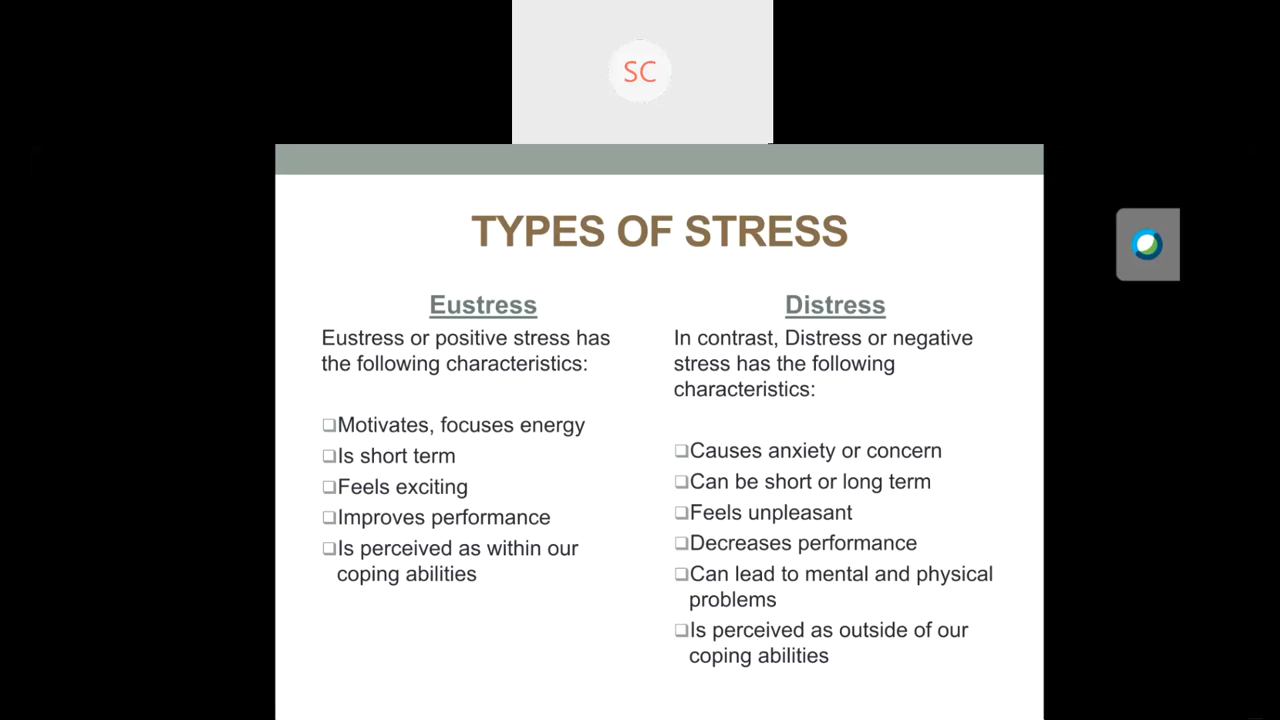 SC
TYPES OF STRESS
Eustress
Eustress or positive stress has
the following characteristics:
❑Motivates, focuses energy
❑Is short term
❑Feels exciting
❑Improves performance
❑Is perceived as within our
coping abilities
Distress
In contrast, Distress or negative
stress has the following
characteristics:
❑Causes anxiety or concern
❑Can be short or long term
❑Feels unpleasant
❑Decreases performance
❑Can lead to mental and physical
problems
❑Is perceived as outside of our
coping abilities